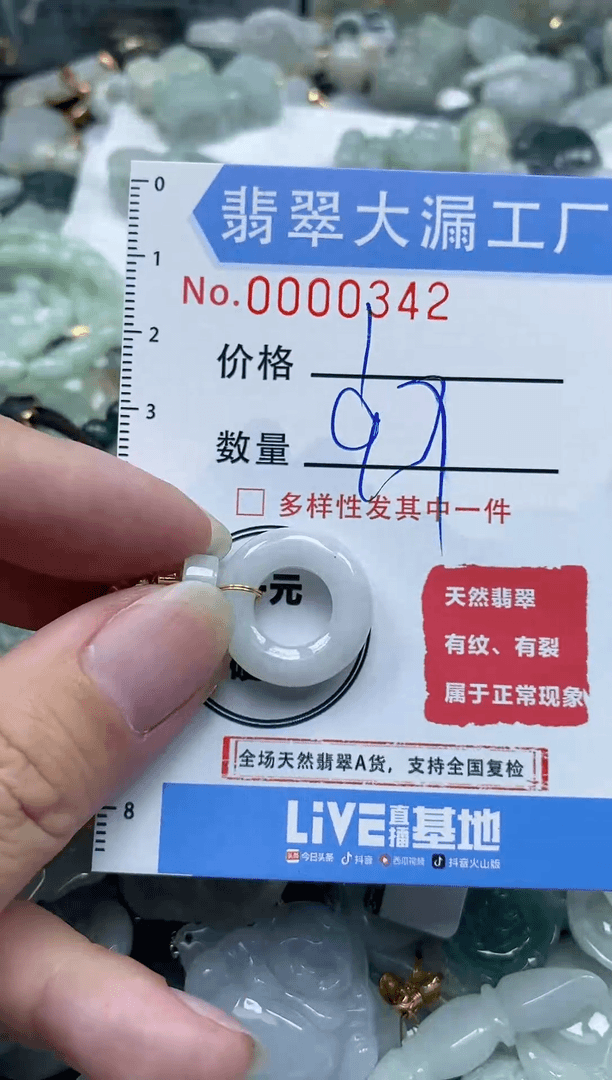 0
翡翠大漏工厂
1
No.0000342
2
价格
3
数量
多样性发其中一件
元
天然翡翠
有纹、有裂
属于正常现象
全场天然翡翠A货，支持全国复检
8
LiVE直播基地
头条 今日头条 抖音 西瓜视频 抖音火山版